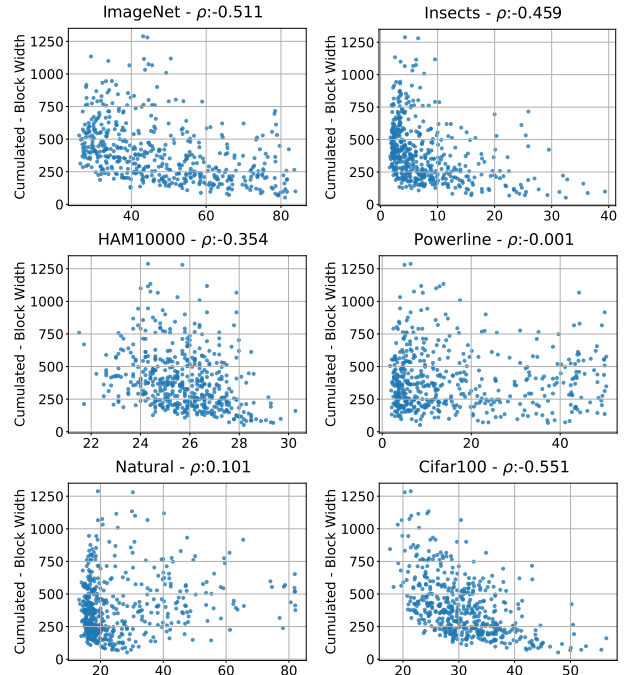 ImageNet - ρ:-0.511
Cumulated - Block Width
1250
1000
750
500
250
0
40 60 80
Insects - ρ:-0.459
Cumulated - Block Width
1250
1000
750
500
250
0
0 10 20 30 40
HAM10000 - ρ:-0.354
Cumulated - Block Width
1250
1000
750
500
250
0
22 24 26 28 30
Powerline - ρ:-0.001
Cumulated - Block Width
1250
1000
750
500
250
0
0 20 40
Natural - ρ:0.101
Cumulated - Block Width
1250
1000
750
500
250
0
20 40 60 80
Cifar100 - ρ:-0.551
Cumulated - Block Width
1250
1000
750
500
250
0
20 30 40 50